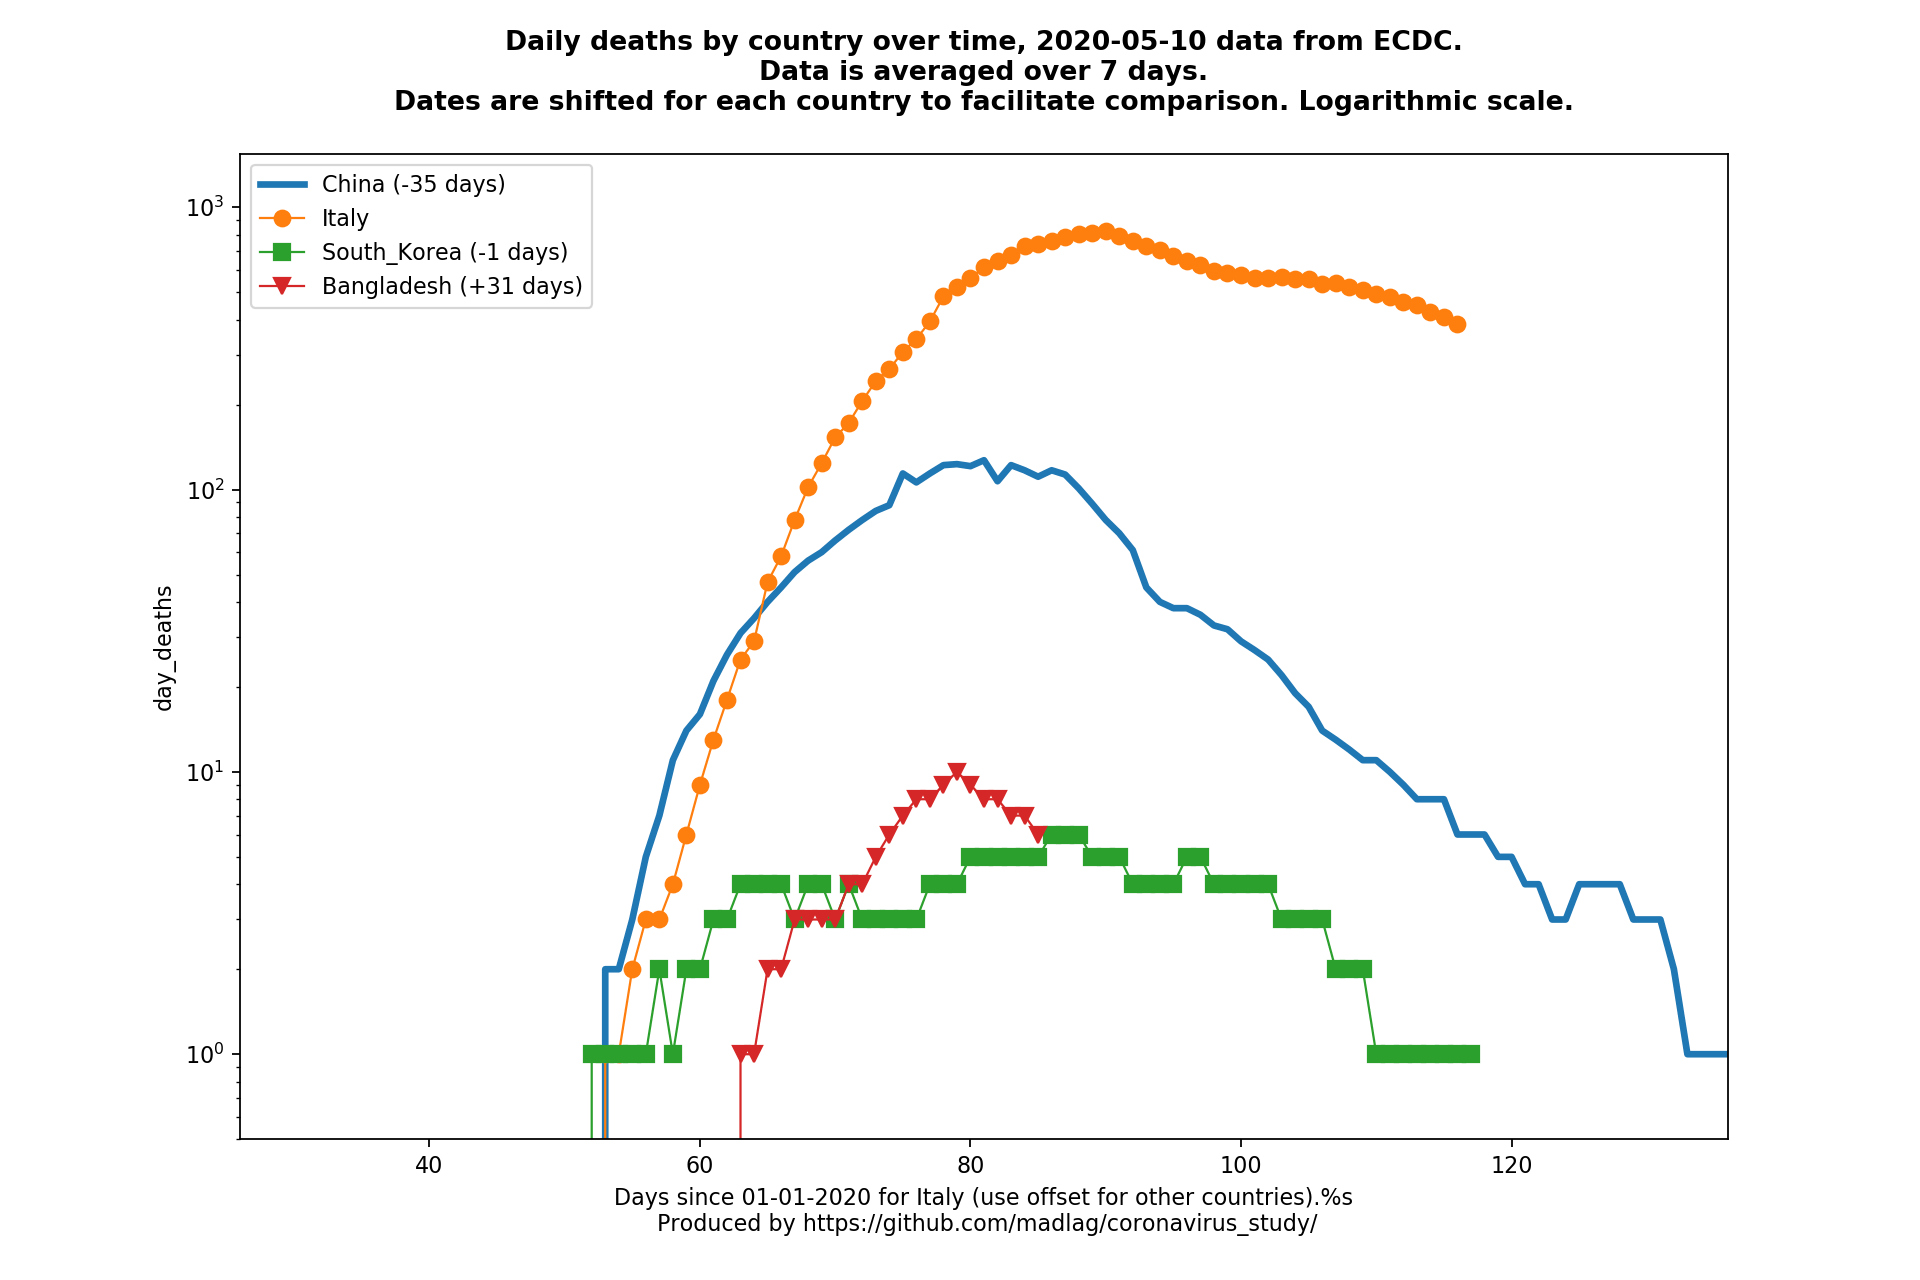 Daily deaths by country over time, 2020-05-10 data from ECDC.
Data is averaged over 7 days.
Dates are shifted for each country to facilitate comparison. Logarithmic scale.
China (-35 days)
Italy
South_Korea (-1 days)
Bangladesh (+31 days)
10³
10²
10¹
10⁰
day_deaths
40 60 80 100 120
Days since 01-01-2020 for Italy (use offset for other countries).%s
Produced by https://github.com/madlag/coronavirus_study/